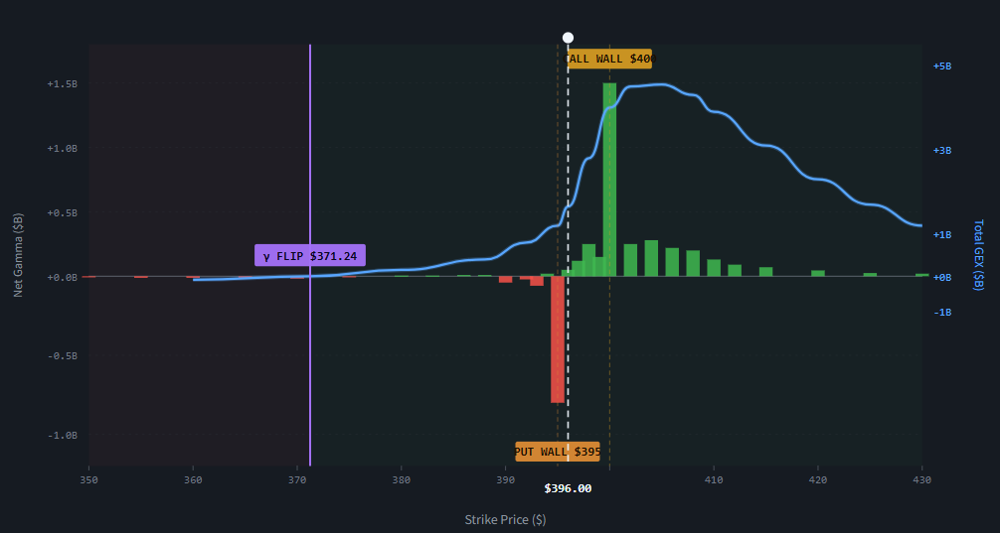 ALL WALL $400
+1.5B
+1.0B
+0.5B
+0.0B
-0.5B
-1.0B
Net Gamma ($B)
γ FLIP $371.24
PUT WALL $395
+5B
+3B
+1B
+0B
-1B
Total GEX ($B)
350
360
370
380
390
410
420
430
$396.00
Strike Price ($)